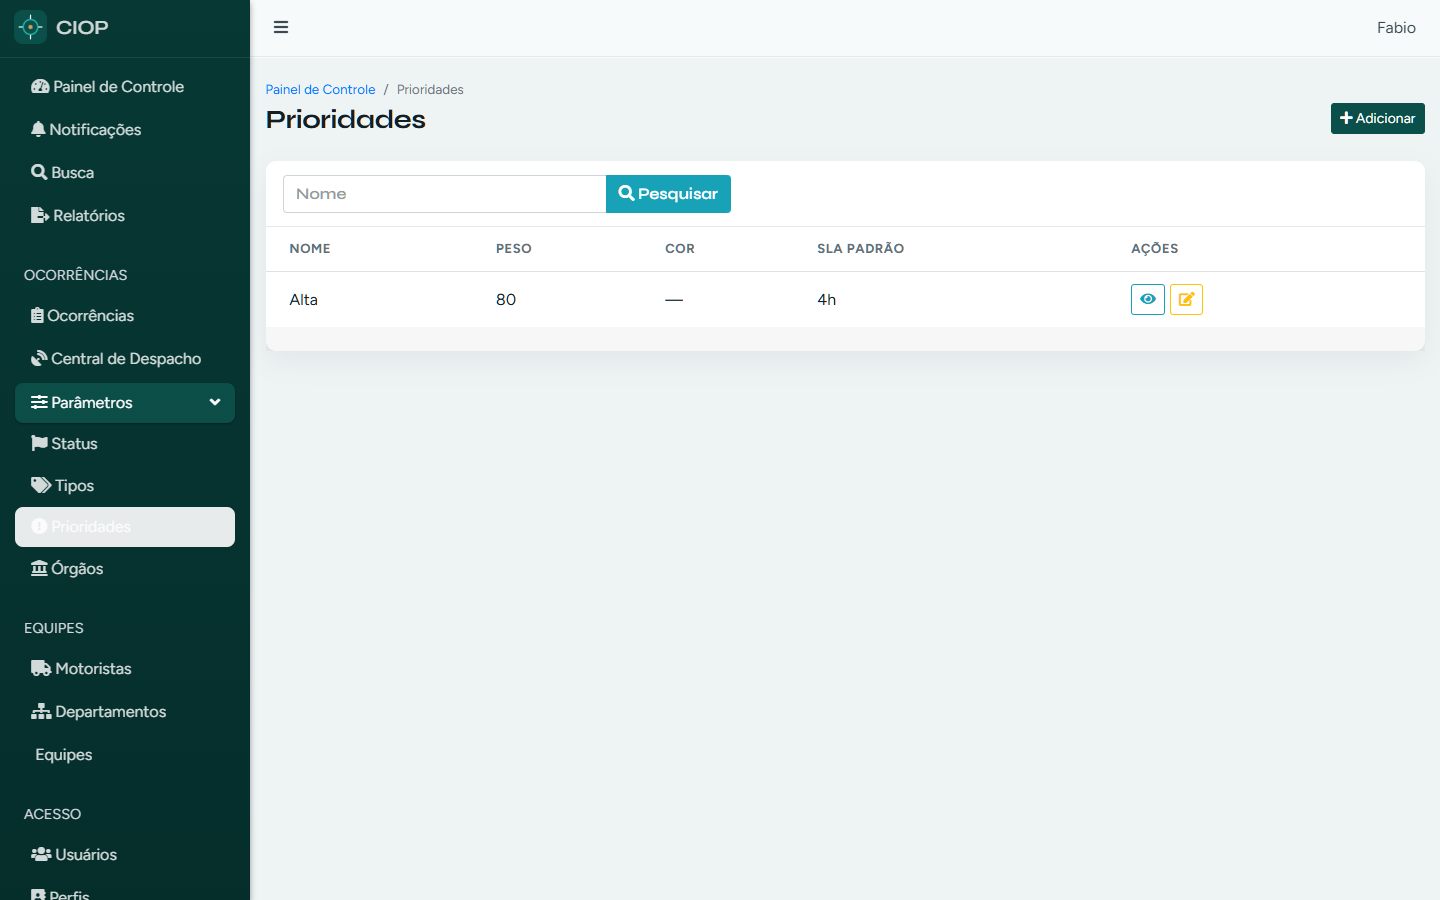 CIOP
Fabio
Painel de Controle
Notificações
Busca
Relatórios
OCORRÊNCIAS
Ocorrências
Central de Despacho
Parâmetros
Status
Tipos
Prioridades
Órgãos
EQUIPES
Motoristas
Departamentos
Equipes
ACESSO
Usuários
Perfis
Painel de Controle / Prioridades
Prioridades
Adicionar
Nome
Pesquisar
NOME PESO COR SLA PADRÃO AÇÕES
Alta 80 — 4h